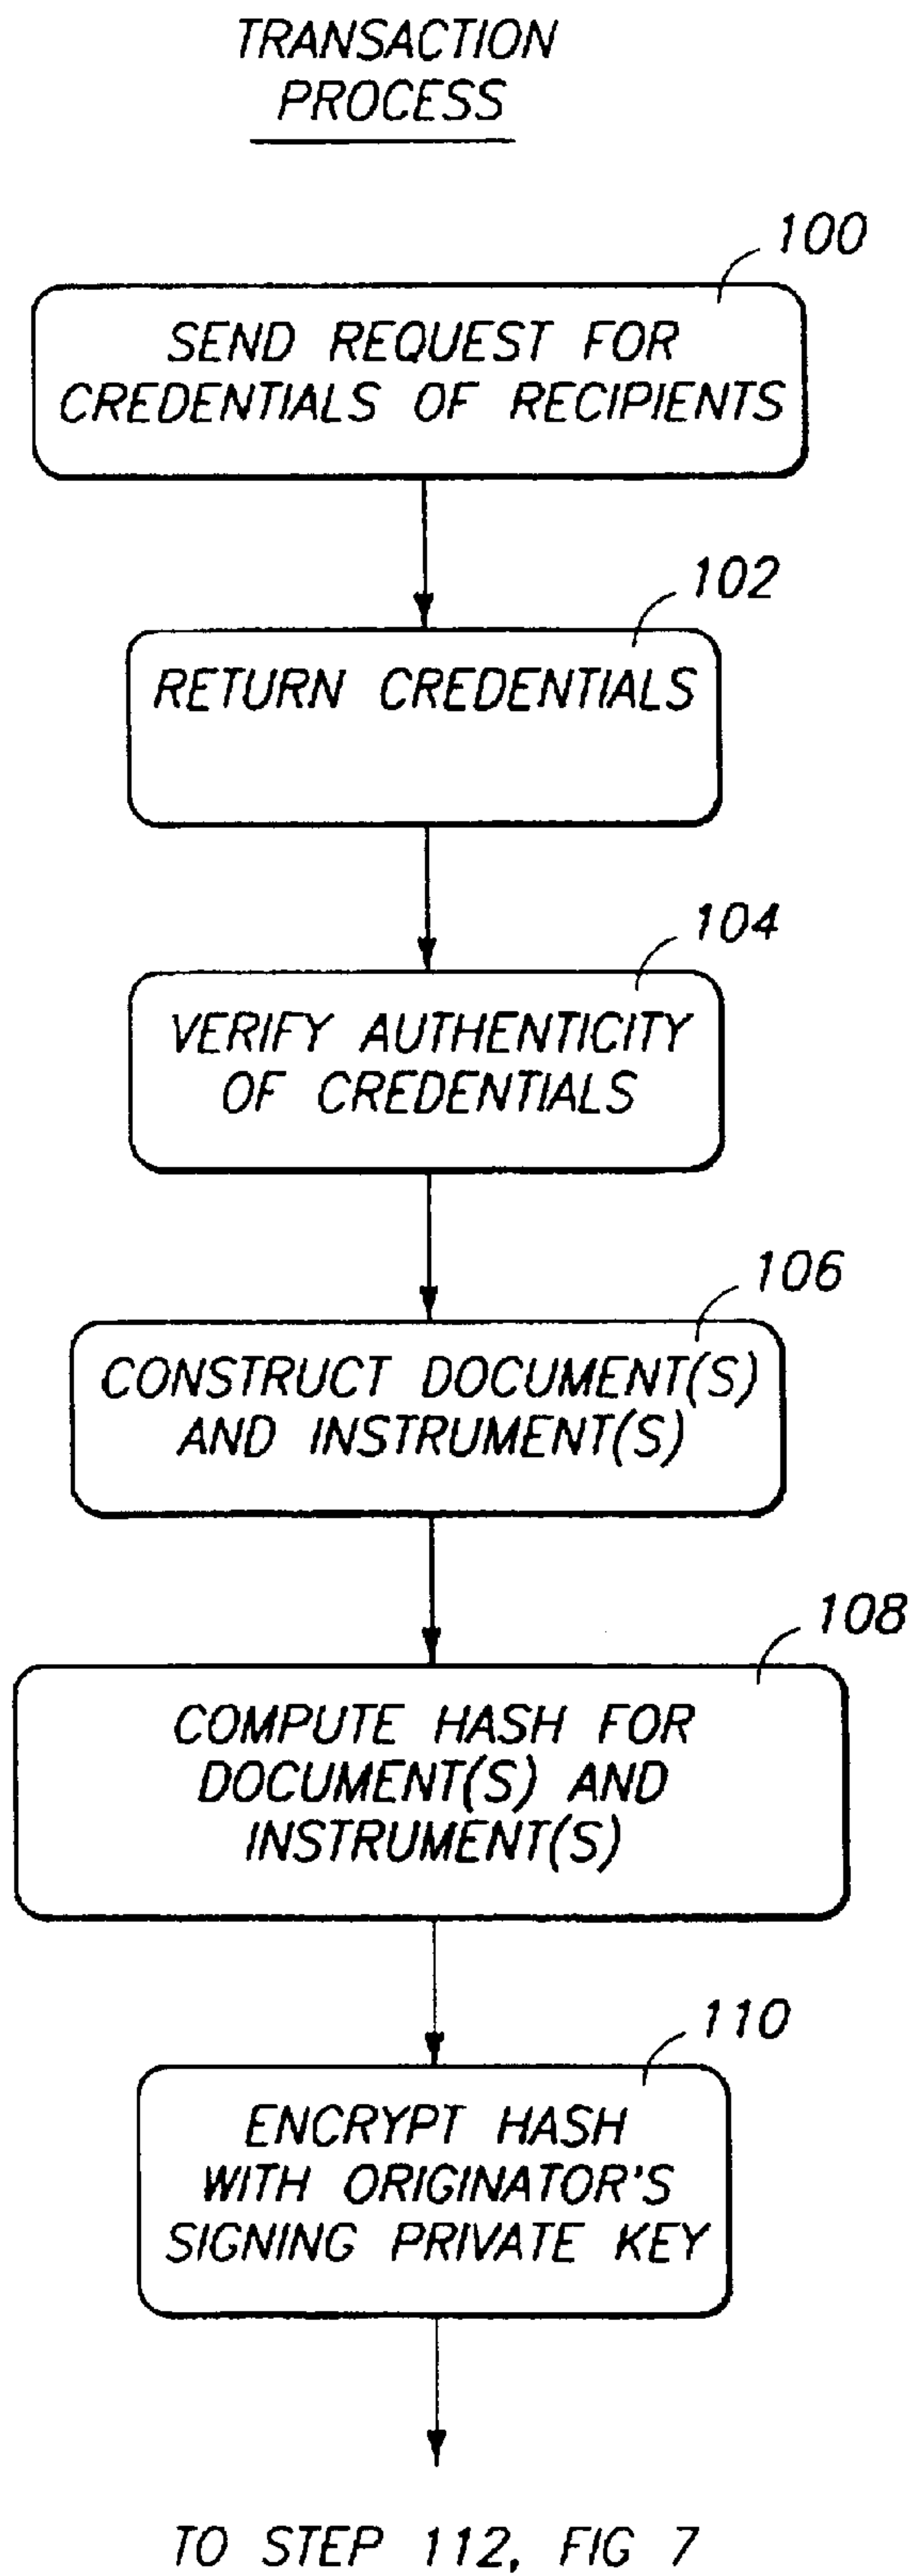 TRANSACTION
PROCESS
100
SEND REQUEST FOR
CREDENTIALS OF RECIPIENTS
102
RETURN CREDENTIALS
104
VERIFY AUTHENTICITY
OF CREDENTIALS
106
CONSTRUCT DOCUMENT(S)
AND INSTRUMENT(S)
108
COMPUTE HASH FOR
DOCUMENT(S) AND
INSTRUMENT(S)
110
ENCRYPT HASH
WITH ORIGINATOR'S
SIGNING PRIVATE KEY
TO STEP 112, FIG 7